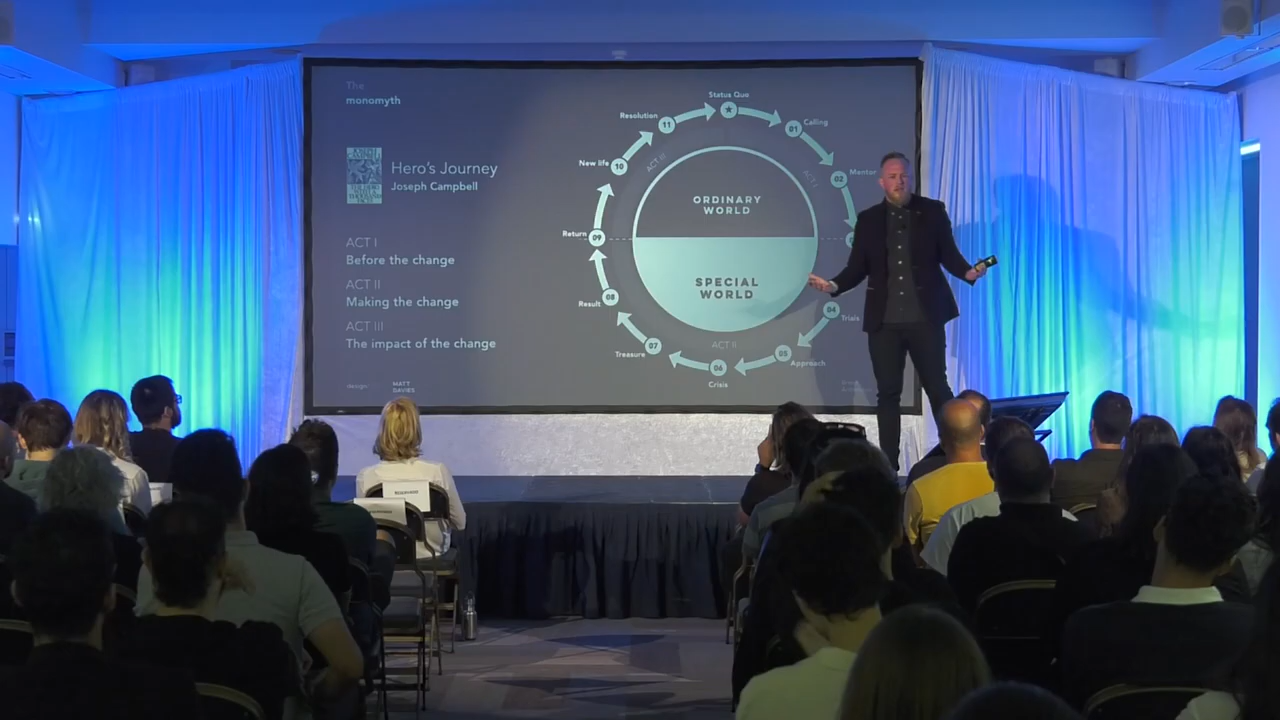 The
monomyth
Hero's Journey
Joseph Campbell
ACT I
Before the change
ACT II
Making the change
ACT III
The impact of the change
design:
MATT
DAVIES
Status Quo
01
Calling
02
Mentor
04
Trials
05
Approach
06
Crisis
07
Treasure
08
Result
09
Return
10
New life
11
Resolution
ACT I
ACT II
ACT III
ORDINARY
WORLD
SPECIAL
WORLD
RESERVED